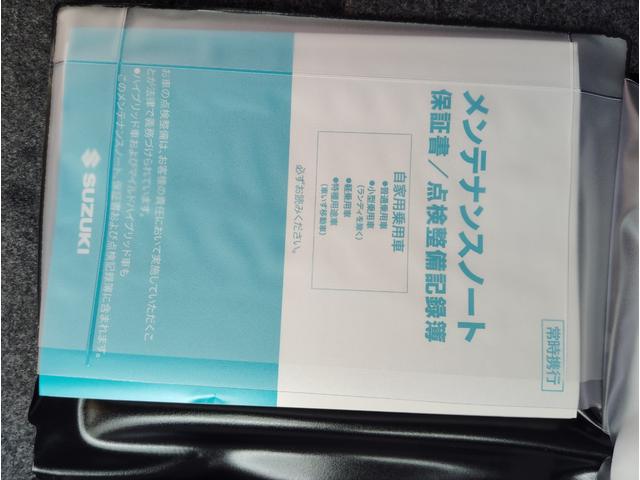 常時携行
メンテナンスノート
保証書/点検整備記録簿
自家用乗用車
●普通乗用車
●小型乗用車
(ランディを除く)
●軽乗用車
●特種用途車
(車いす移動車)
必ずお読みください。
お車の点検整備は、お客様の責任において実施していただくこ
とが法律で義務づけられています。
●ハイブリッド車およびマイルドハイブリッド車も
このメンテナンスノート、保証書および点検記録簿に含まれます。
SUZUKI